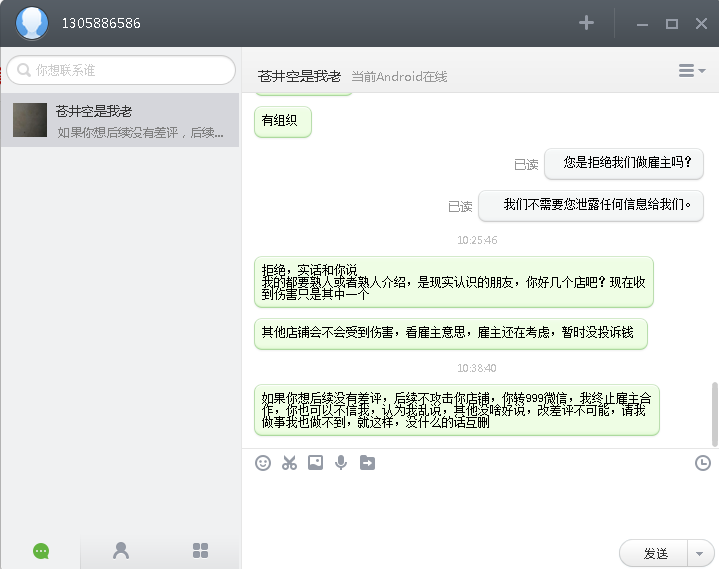 1305886586
你想联系谁
苍井空是我老
如果你想后续没有差评，后续...
苍井空是我老 当前Android在线
有组织
已读 您是拒绝我们做雇主吗？
已读 我们不需要您泄露任何信息给我们。
10:25:46
拒绝，实话和你说
我的都要熟人或者熟人介绍，是现实认识的朋友，你好几个店吧？现在收
到伤害只是其中一个
其他店铺会不会受到伤害，看雇主意思，雇主还在考虑，暂时没投诉钱
10:38:40
如果你想后续没有差评，后续不攻击你店铺，你转999微信，我终止雇主合
作，你也可以不信我，认为我乱说，其他没啥好说，改差评不可能，请我
做事我也做不到，就这样，没什么的话互删
发送